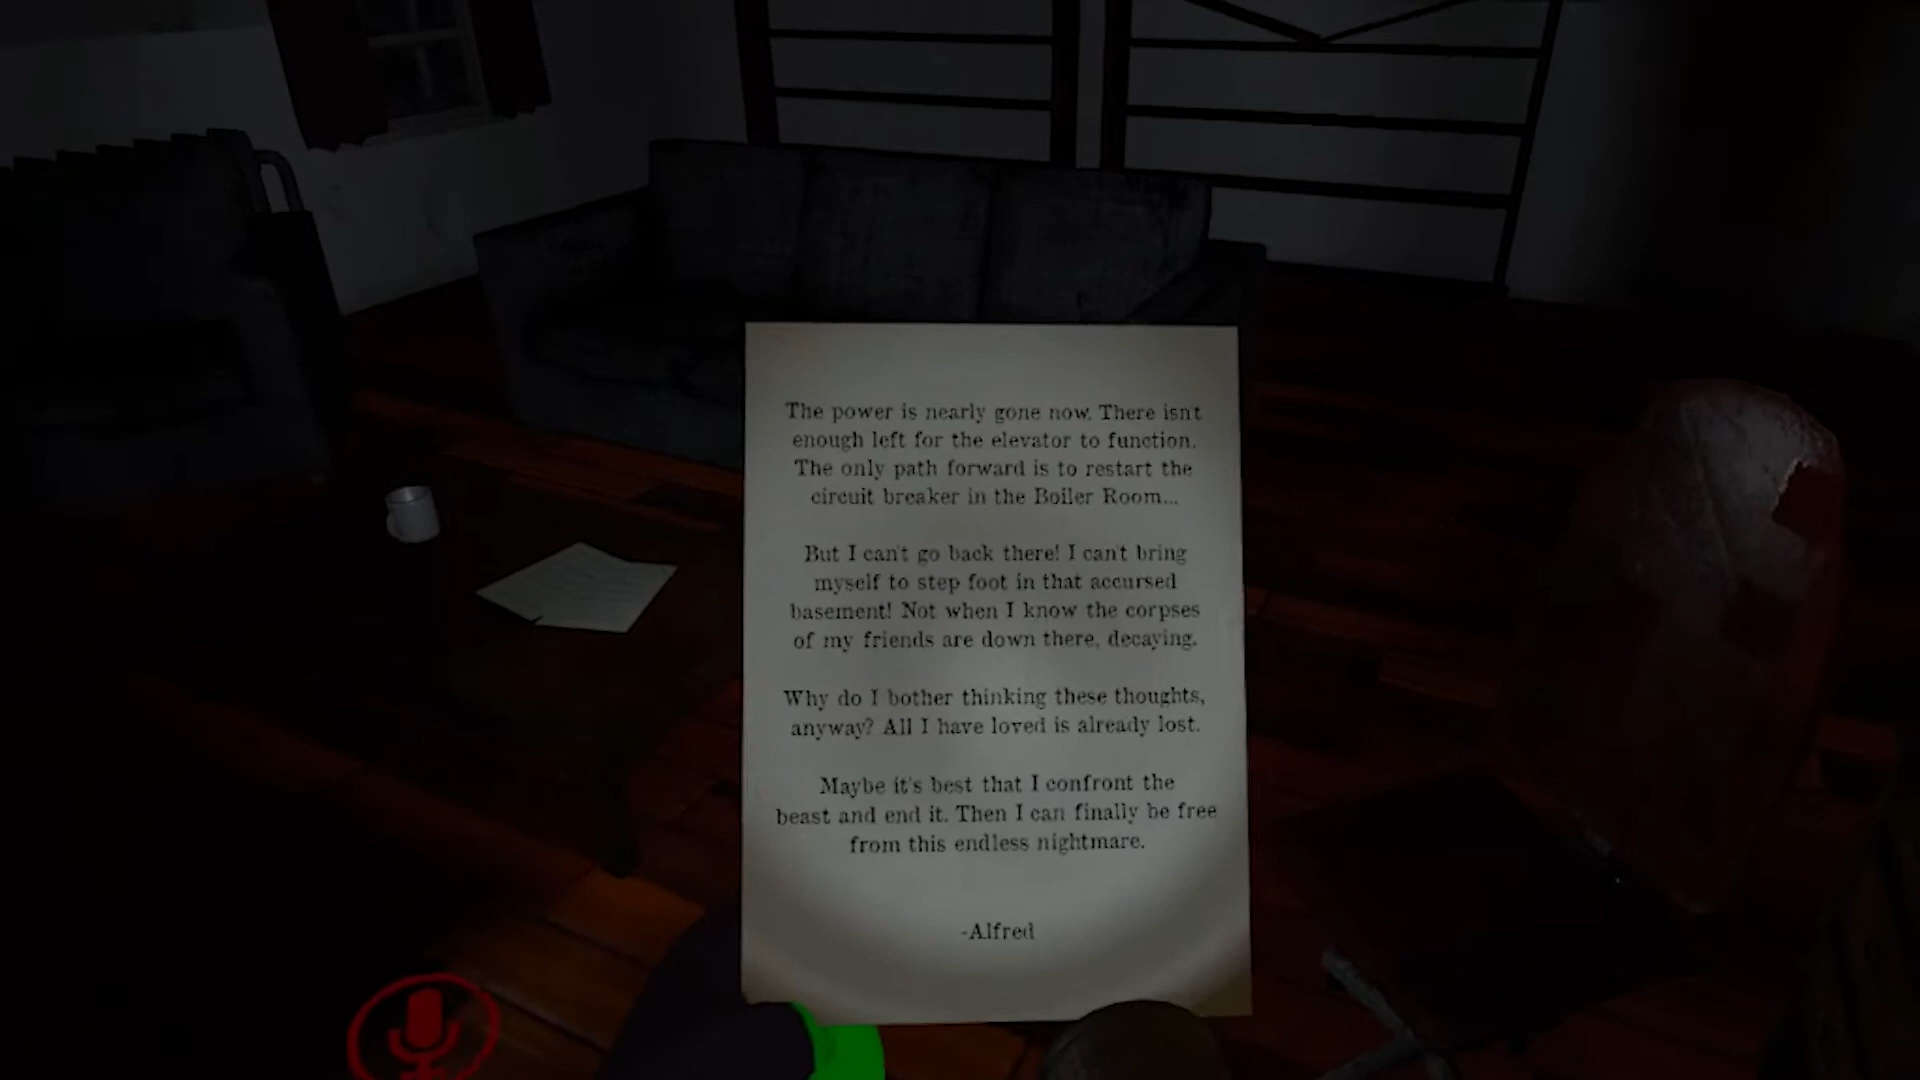 The power is nearly gone now. There isn't
enough left for the elevator to function.
The only path forward is to restart the
circuit breaker in the Boiler Room...
But I can't go back there! I can't bring
myself to step foot in that accursed
basement! Not when I know the corpses
of my friends are down there, decaying.
Why do I bother thinking these thoughts,
anyway? All I have loved is already lost.
Maybe it's best that I confront the
beast and end it. Then I can finally be free
from this endless nightmare.
-Alfred